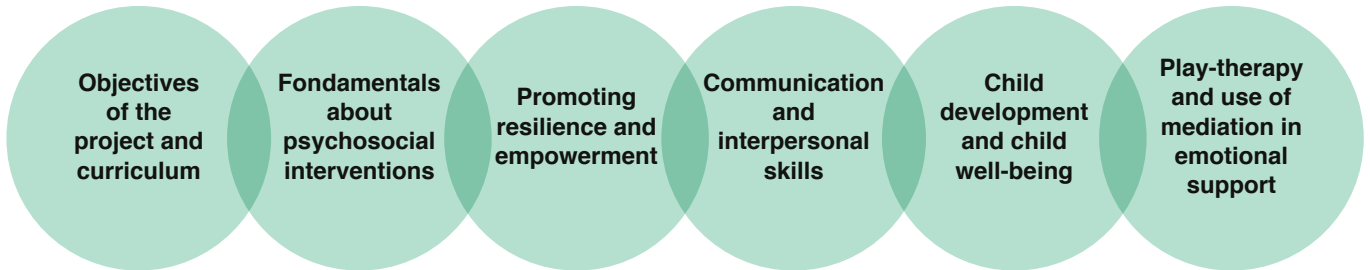 Objectives
of the
project and
curriculum
Fondamentals
about
psychosocial
interventions
Promoting
resilience and
empowerment
Communication
and
interpersonal
skills
Child
development
and child
well-being
Play-therapy
and use of
mediation in
emotional
support